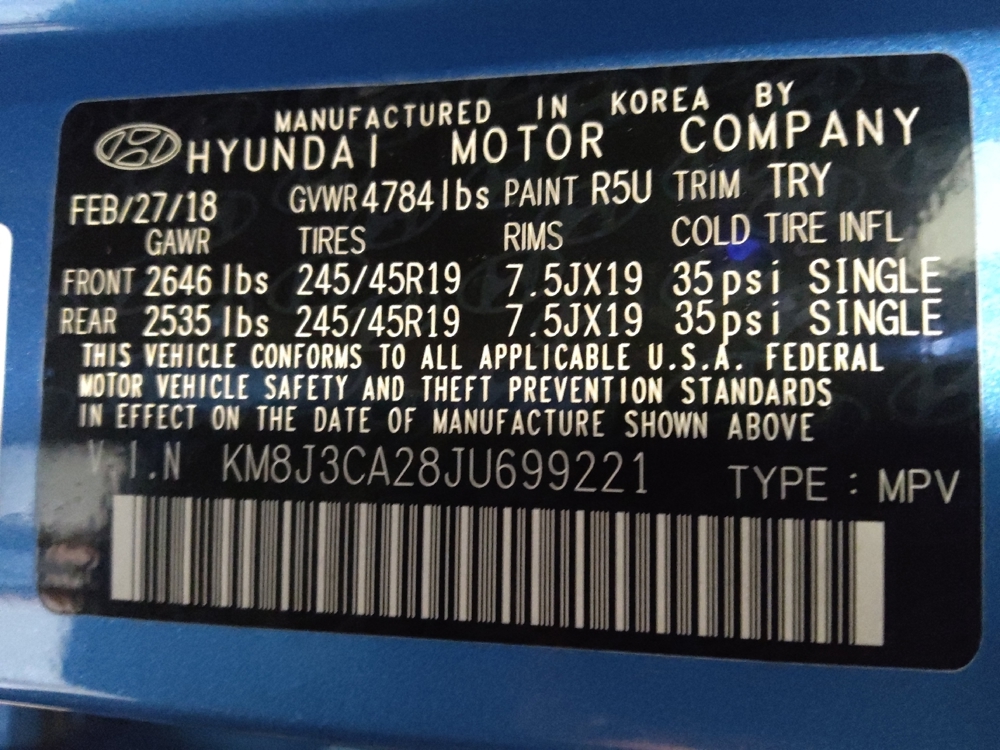 MANUFACTURED IN KOREA BY
HYUNDAI MOTOR COMPANY
FEB/27/18 GVWR 4784 lbs PAINT R5U TRIM TRY
GAWR TIRES RIMS COLD TIRE INFL
FRONT 2646 lbs 245/45R19 7.5JX19 35psi SINGLE
REAR 2535 lbs 245/45R19 7.5JX19 35psi SINGLE
THIS VEHICLE CONFORMS TO ALL APPLICABLE U.S.A. FEDERAL
MOTOR VEHICLE SAFETY AND THEFT PREVENTION STANDARDS
IN EFFECT ON THE DATE OF MANUFACTURE SHOWN ABOVE
V.I.N KM8J3CA28JU699221 TYPE : MPV